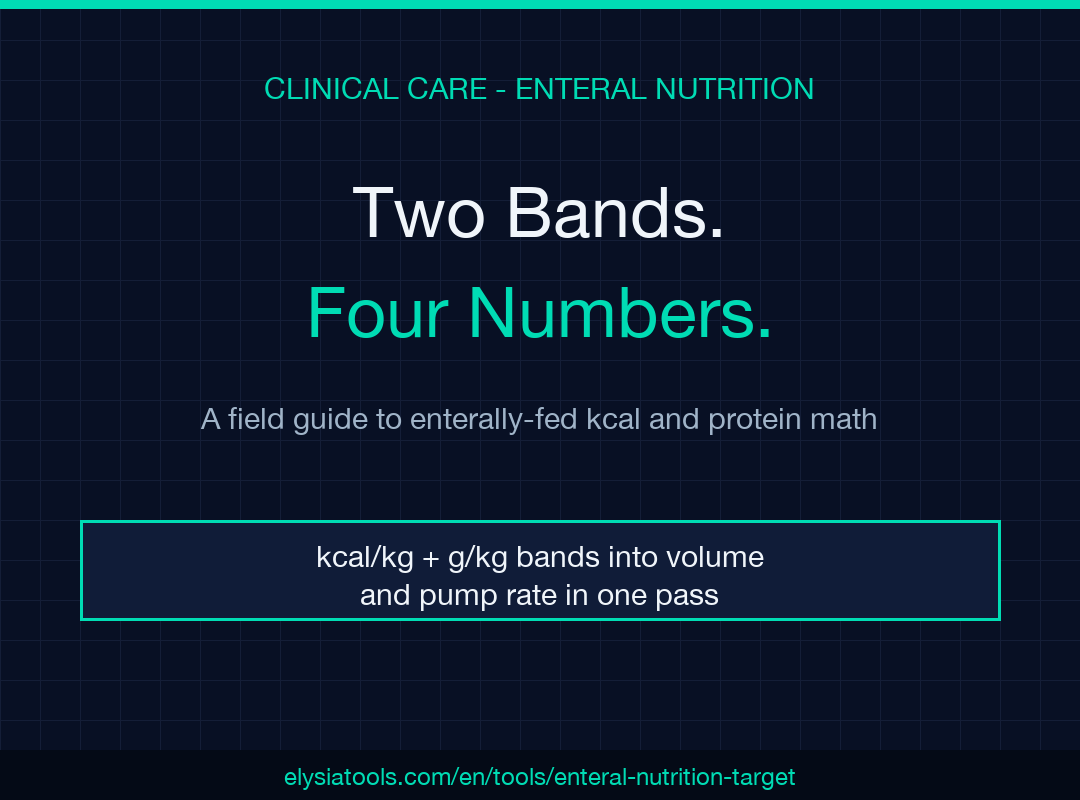 CLINICAL CARE - ENTERAL NUTRITION
Two Bands.
Four Numbers.
A field guide to enterally-fed kcal and protein math
kcal/kg + g/kg bands into volume
and pump rate in one pass
elysiatools.com/en/tools/enteral-nutrition-target